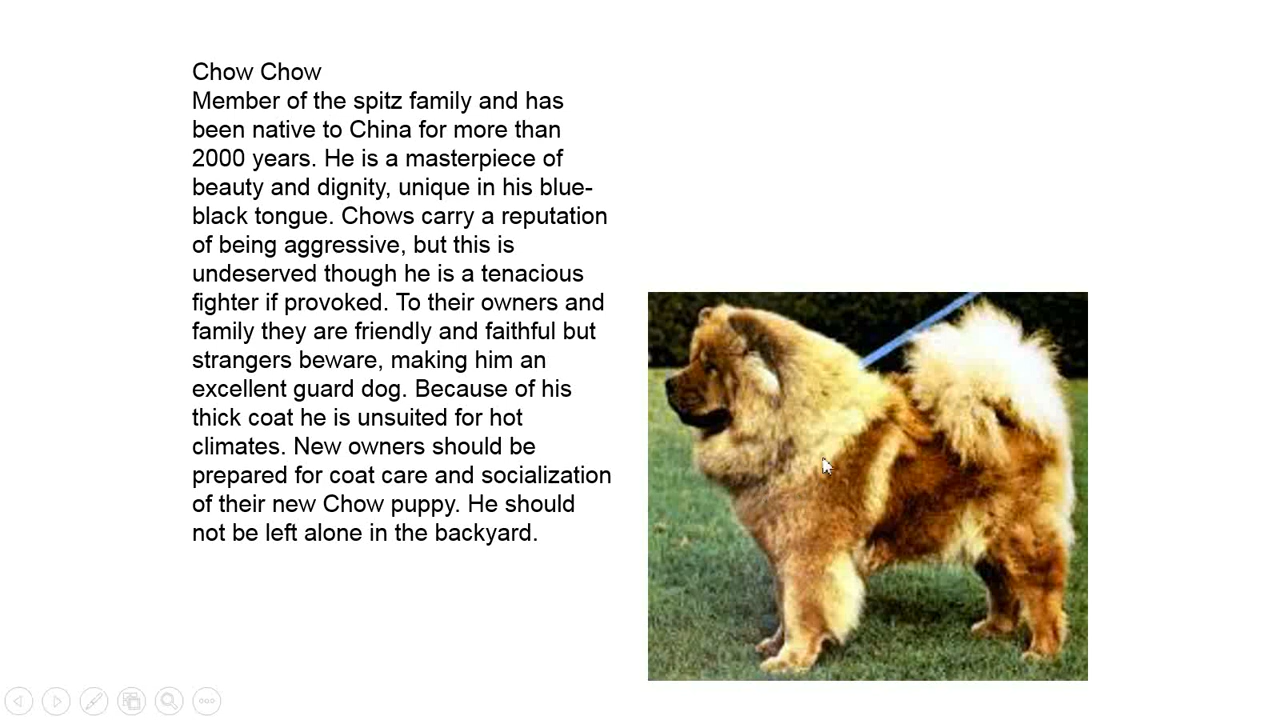 Chow Chow
Member of the spitz family and has
been native to China for more than
2000 years. He is a masterpiece of
beauty and dignity, unique in his blue-
black tongue. Chows carry a reputation
of being aggressive, but this is
undeserved though he is a tenacious
fighter if provoked. To their owners and
family they are friendly and faithful but
strangers beware, making him an
excellent guard dog. Because of his
thick coat he is unsuited for hot
climates. New owners should be
prepared for coat care and socialization
of their new Chow puppy. He should
not be left alone in the backyard.